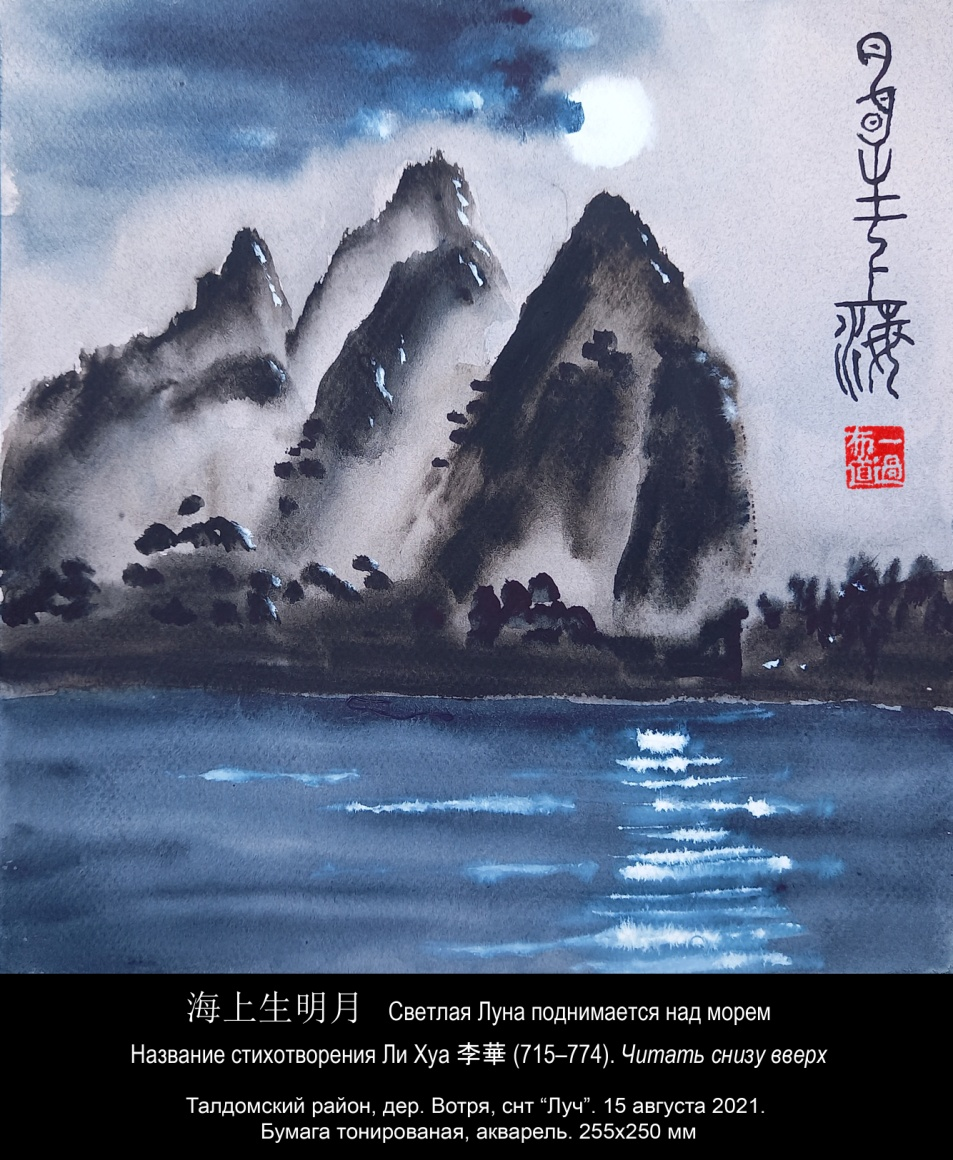 海上生明月
海上生明月 Светлая Луна поднимается над морем
Название стихотворения Ли Хуа 李華 (715–774). Читать снизу вверх
Талдомский район, дер. Вотря, снт “Луч”. 15 августа 2021.
Бумага тонированая, акварель. 255х250 мм